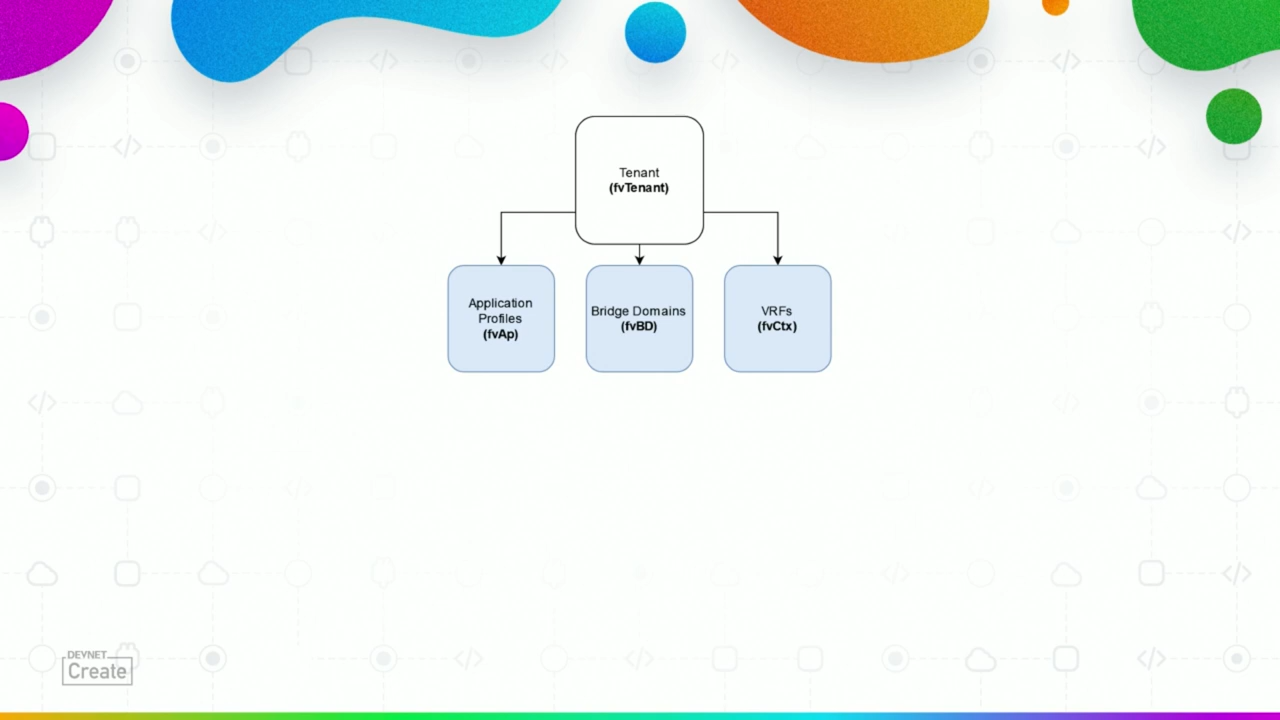 Tenant
(fvTenant)
Application
Profiles
(fvAp)
Bridge Domains
(fvBD)
VRFs
(fvCtx)
DEVNET
Create